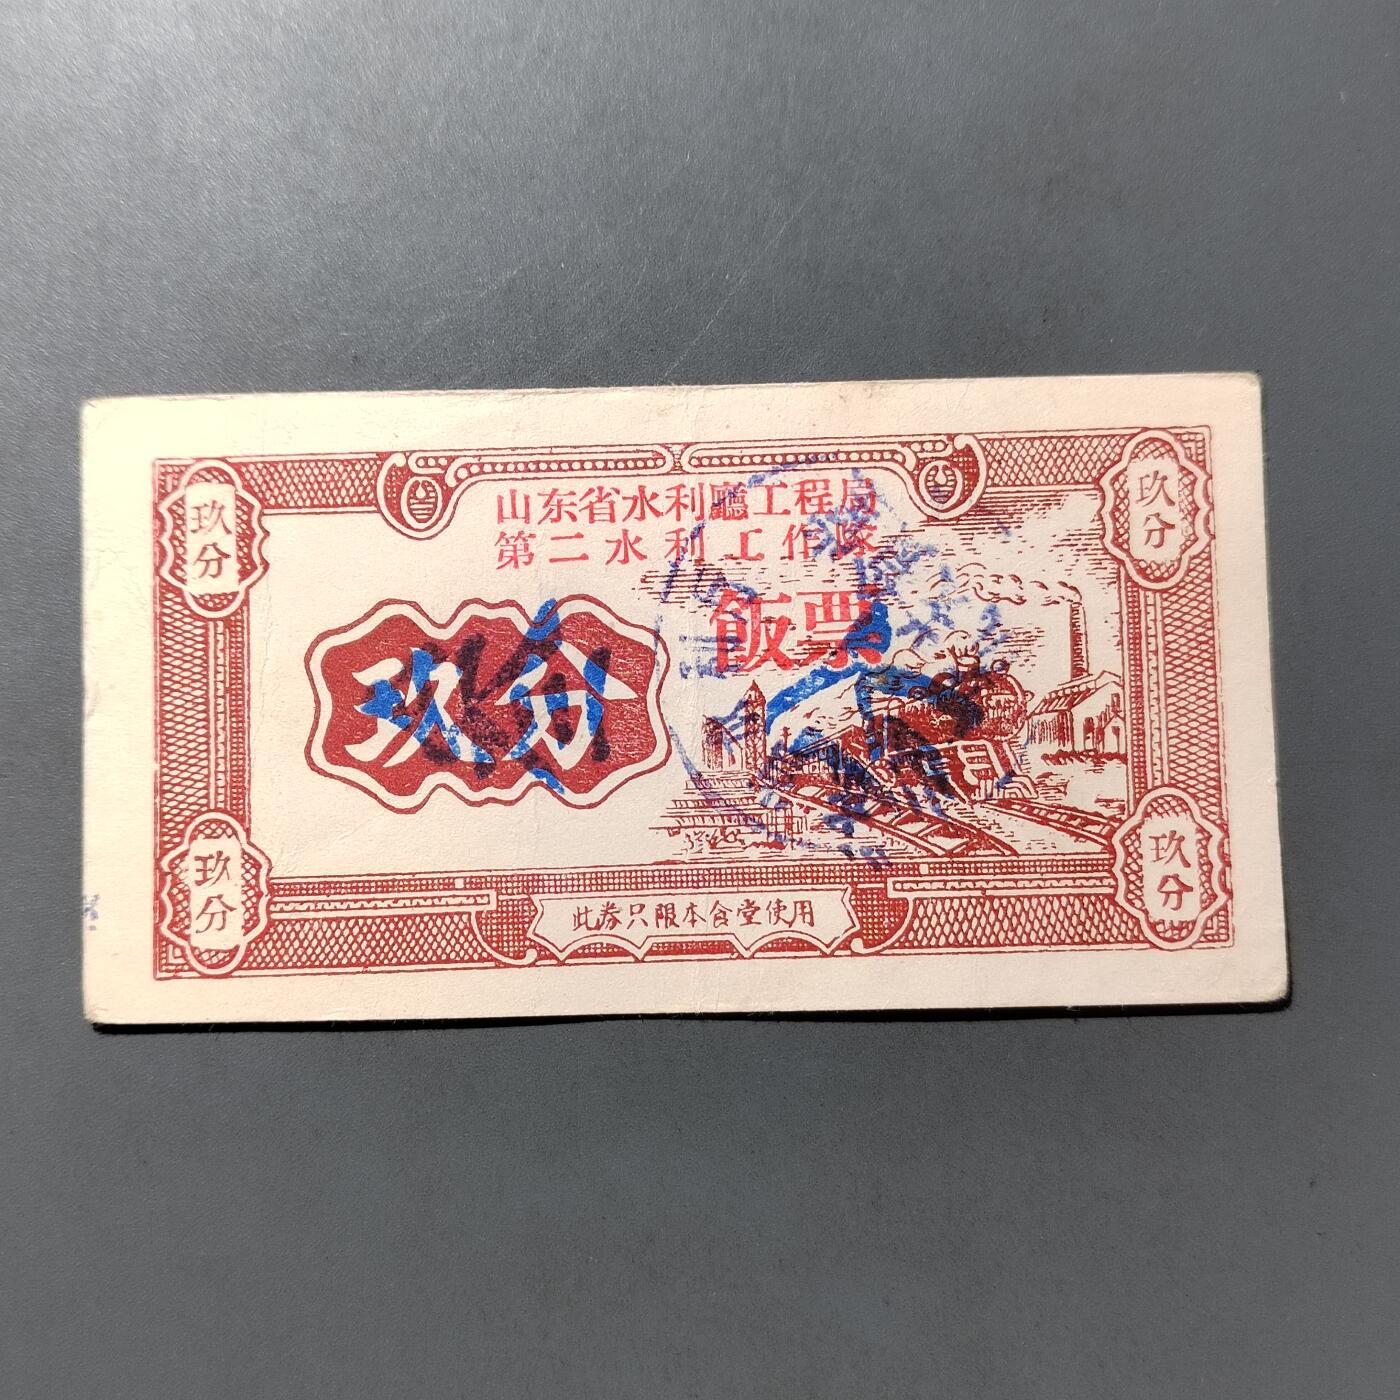 山东省水利廳工程局
第二水利工作隊
飯票
玖分
玖分
玖分
玖分
玖分
此券只限本食堂使用